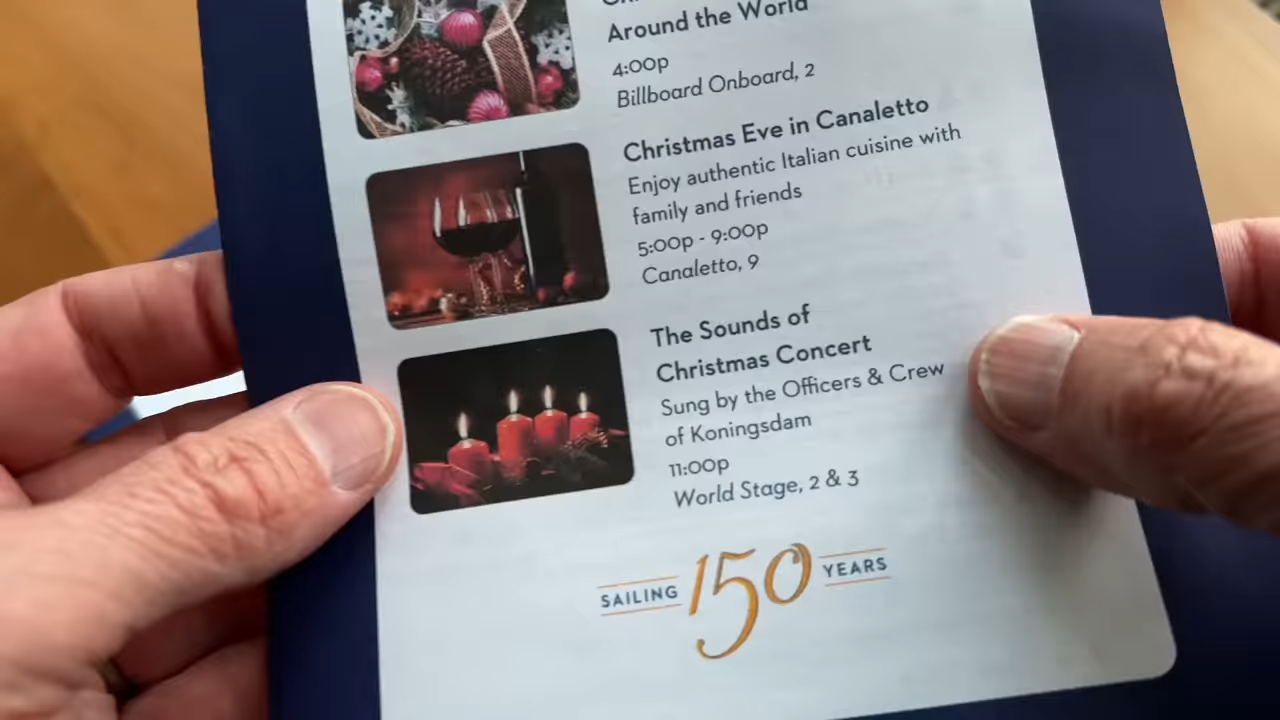 Around the World
4:00p
Billboard Onboard, 2
Christmas Eve in Canaletto
Enjoy authentic Italian cuisine with
family and friends
5:00p - 9:00p
Canaletto, 9
The Sounds of
Christmas Concert
Sung by the Officers & Crew
of Koningsdam
11:00p
World Stage, 2 & 3
SAILING 150 YEARS